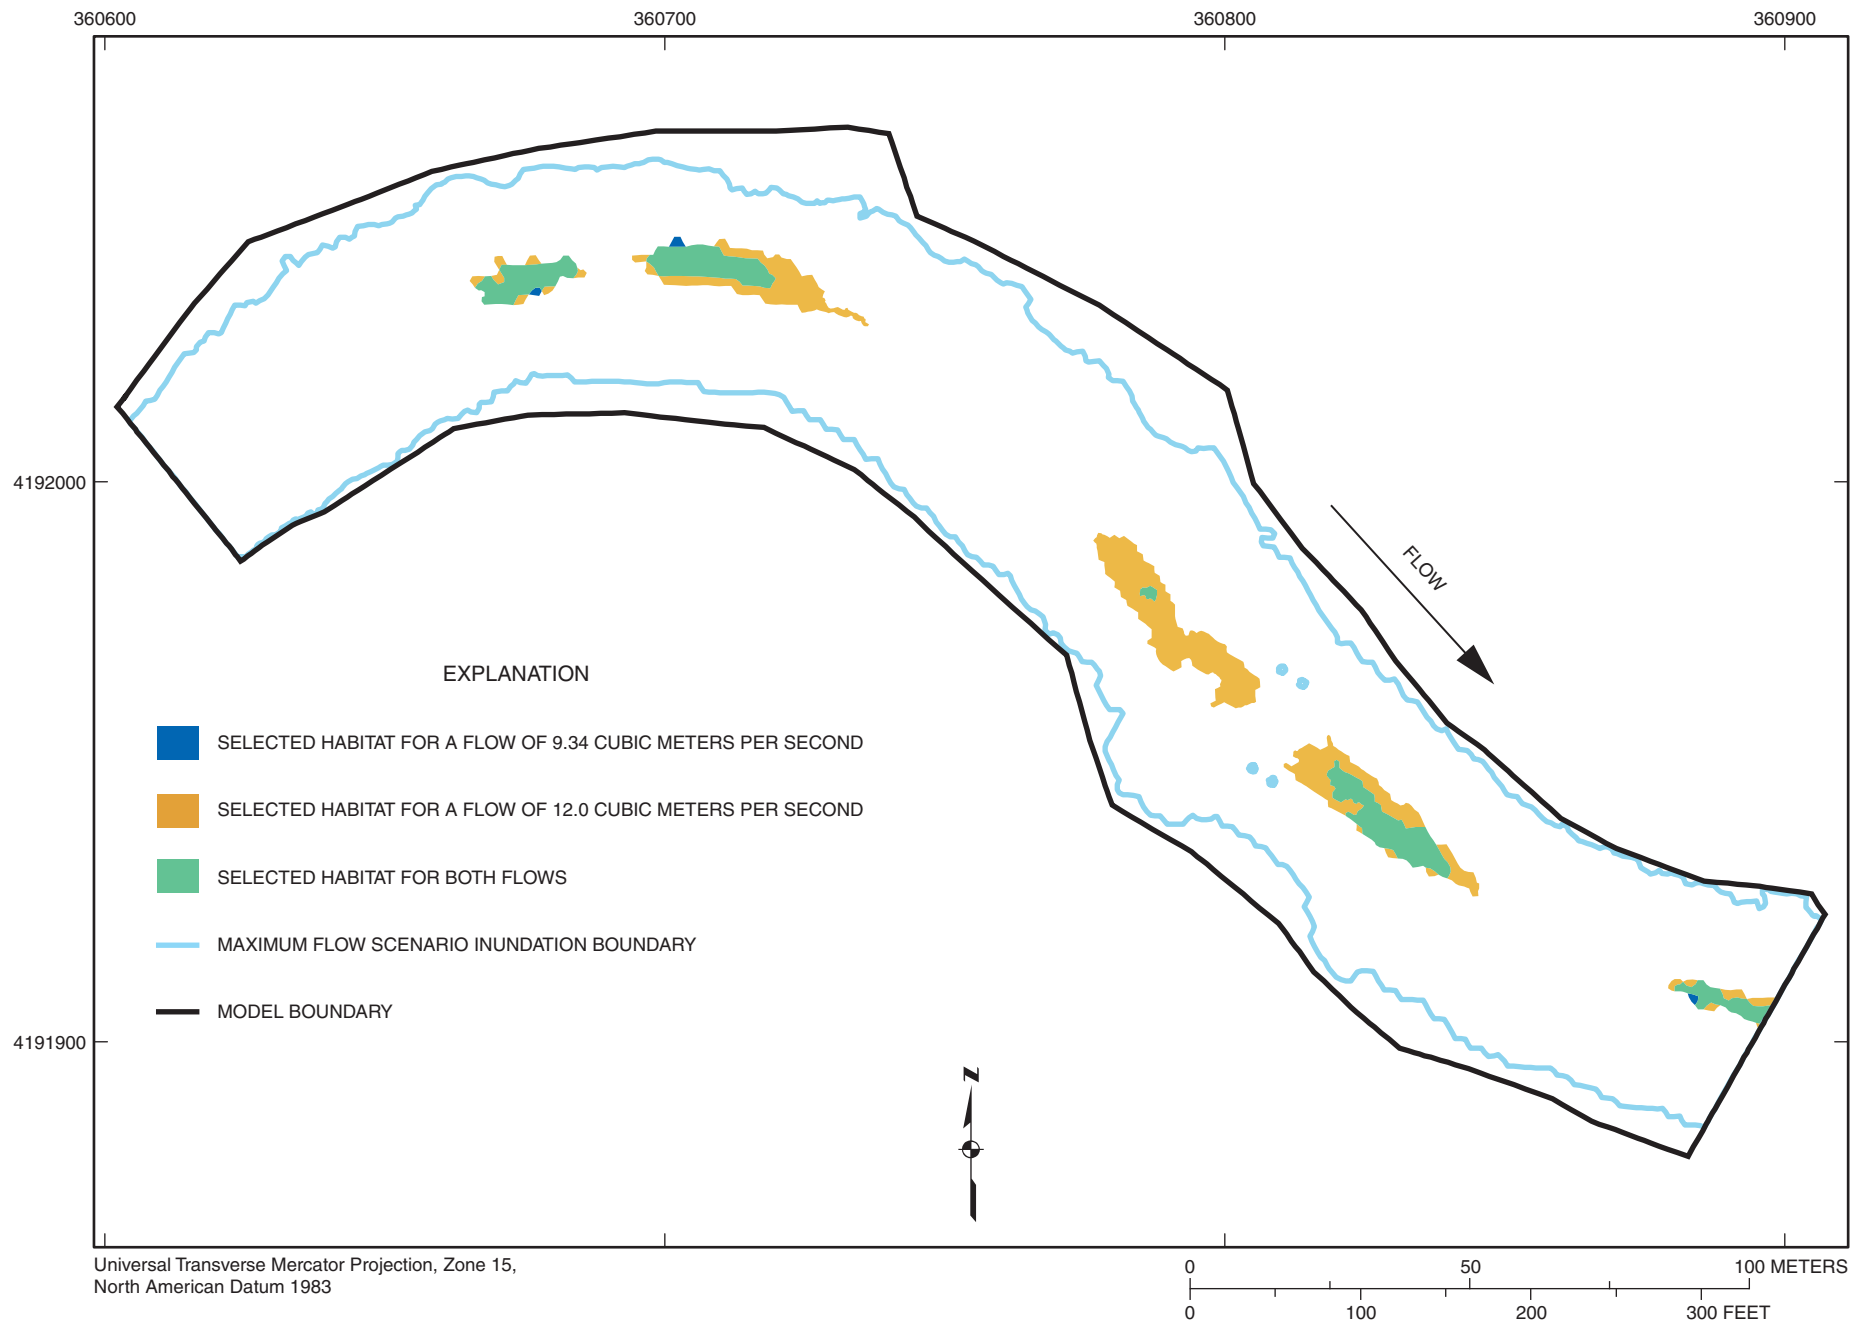 360600 360700 360800 360900
4192000
FLOW
EXPLANATION
SELECTED HABITAT FOR A FLOW OF 9.34 CUBIC METERS PER SECOND
SELECTED HABITAT FOR A FLOW OF 12.0 CUBIC METERS PER SECOND
SELECTED HABITAT FOR BOTH FLOWS
MAXIMUM FLOW SCENARIO INUNDATION BOUNDARY
MODEL BOUNDARY
4191900
N
Universal Transverse Mercator Projection, Zone 15,
North American Datum 1983
0 50 100 METERS
0 100 200 300 FEET